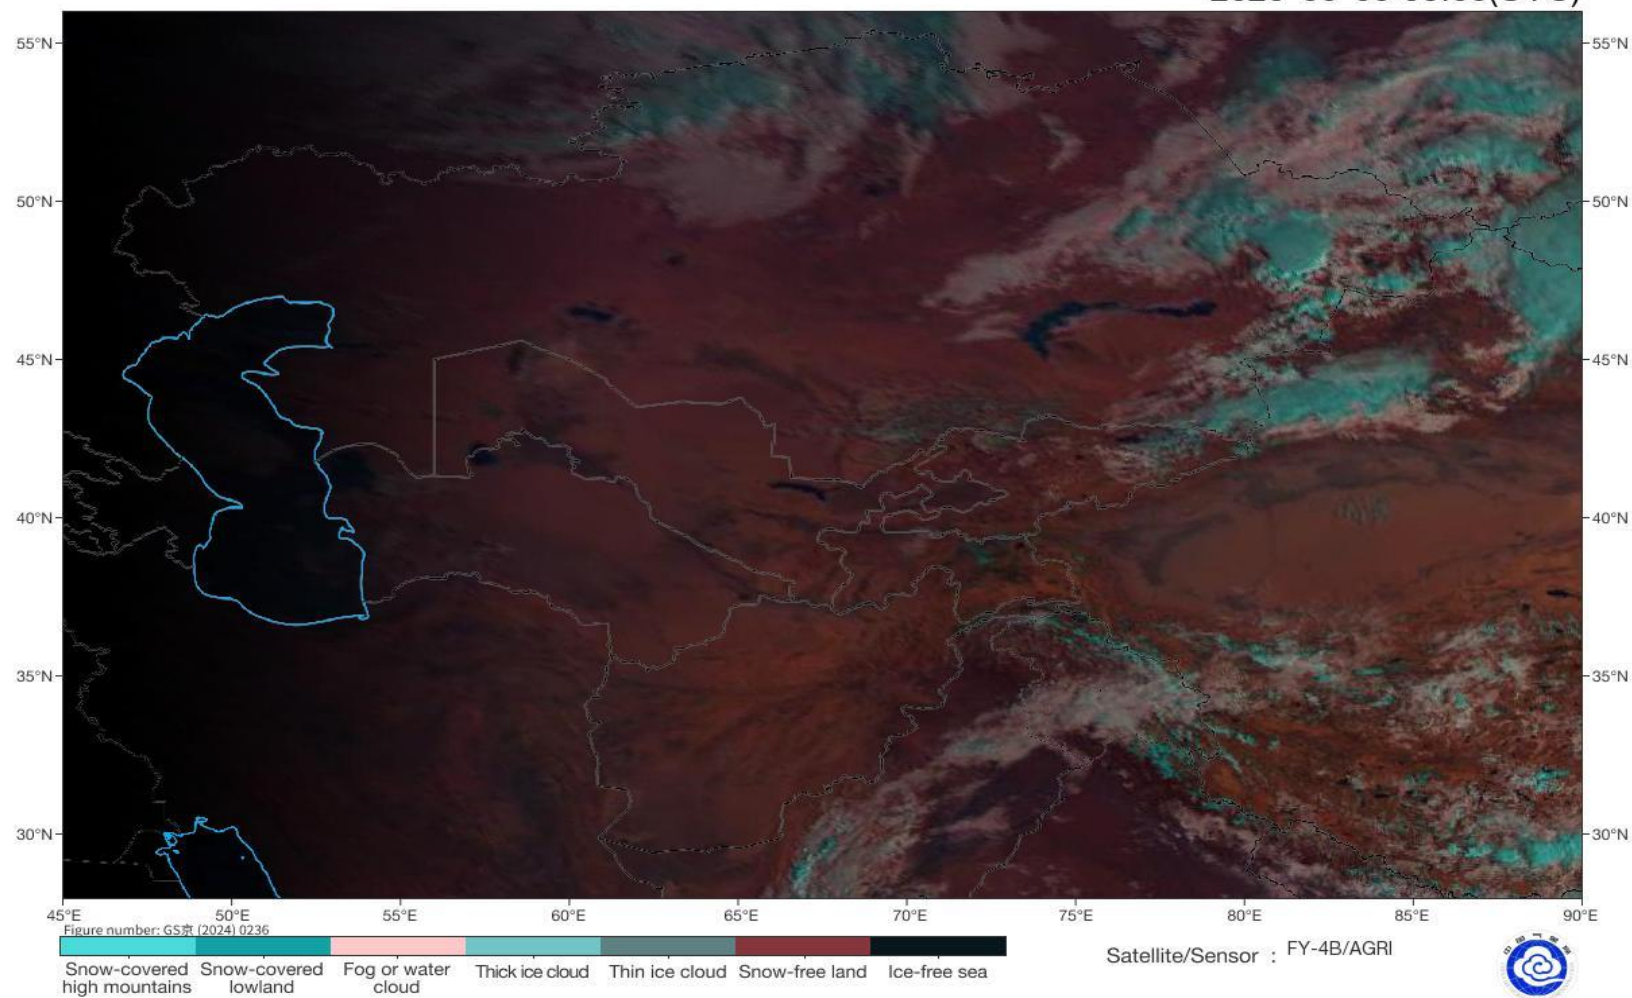 55°N
55°N
50°N
50°N
45°N
45°N
40°N
40°N
35°N
35°N
30°N
30°N
45°E
50°E
55°E
60°E
65°E
70°E
75°E
80°E
85°E
90°E
Figure number: GS京 (2024) 0236
Snow-covered
high mountains
Snow-covered
lowland
Fog or water
cloud
Thick ice cloud
Thin ice cloud
Snow-free land
Ice-free sea
Satellite/Sensor : FY-4B/AGRI